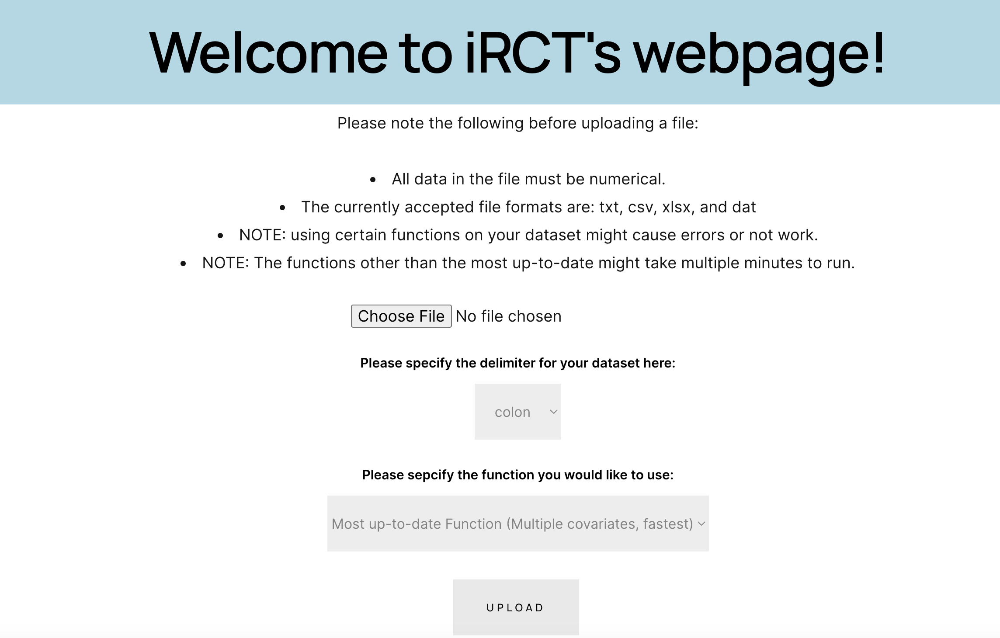 Welcome to iRCT's webpage!
Please note the following before uploading a file:
• All data in the file must be numerical.
• The currently accepted file formats are: txt, csv, xlsx, and dat
• NOTE: using certain functions on your dataset might cause errors or not work.
• NOTE: The functions other than the most up-to-date might take multiple minutes to run.
Choose File No file chosen
Please specify the delimiter for your dataset here:
colon
Please sepcify the function you would like to use:
Most up-to-date Function (Multiple covariates, fastest)
UPLOAD